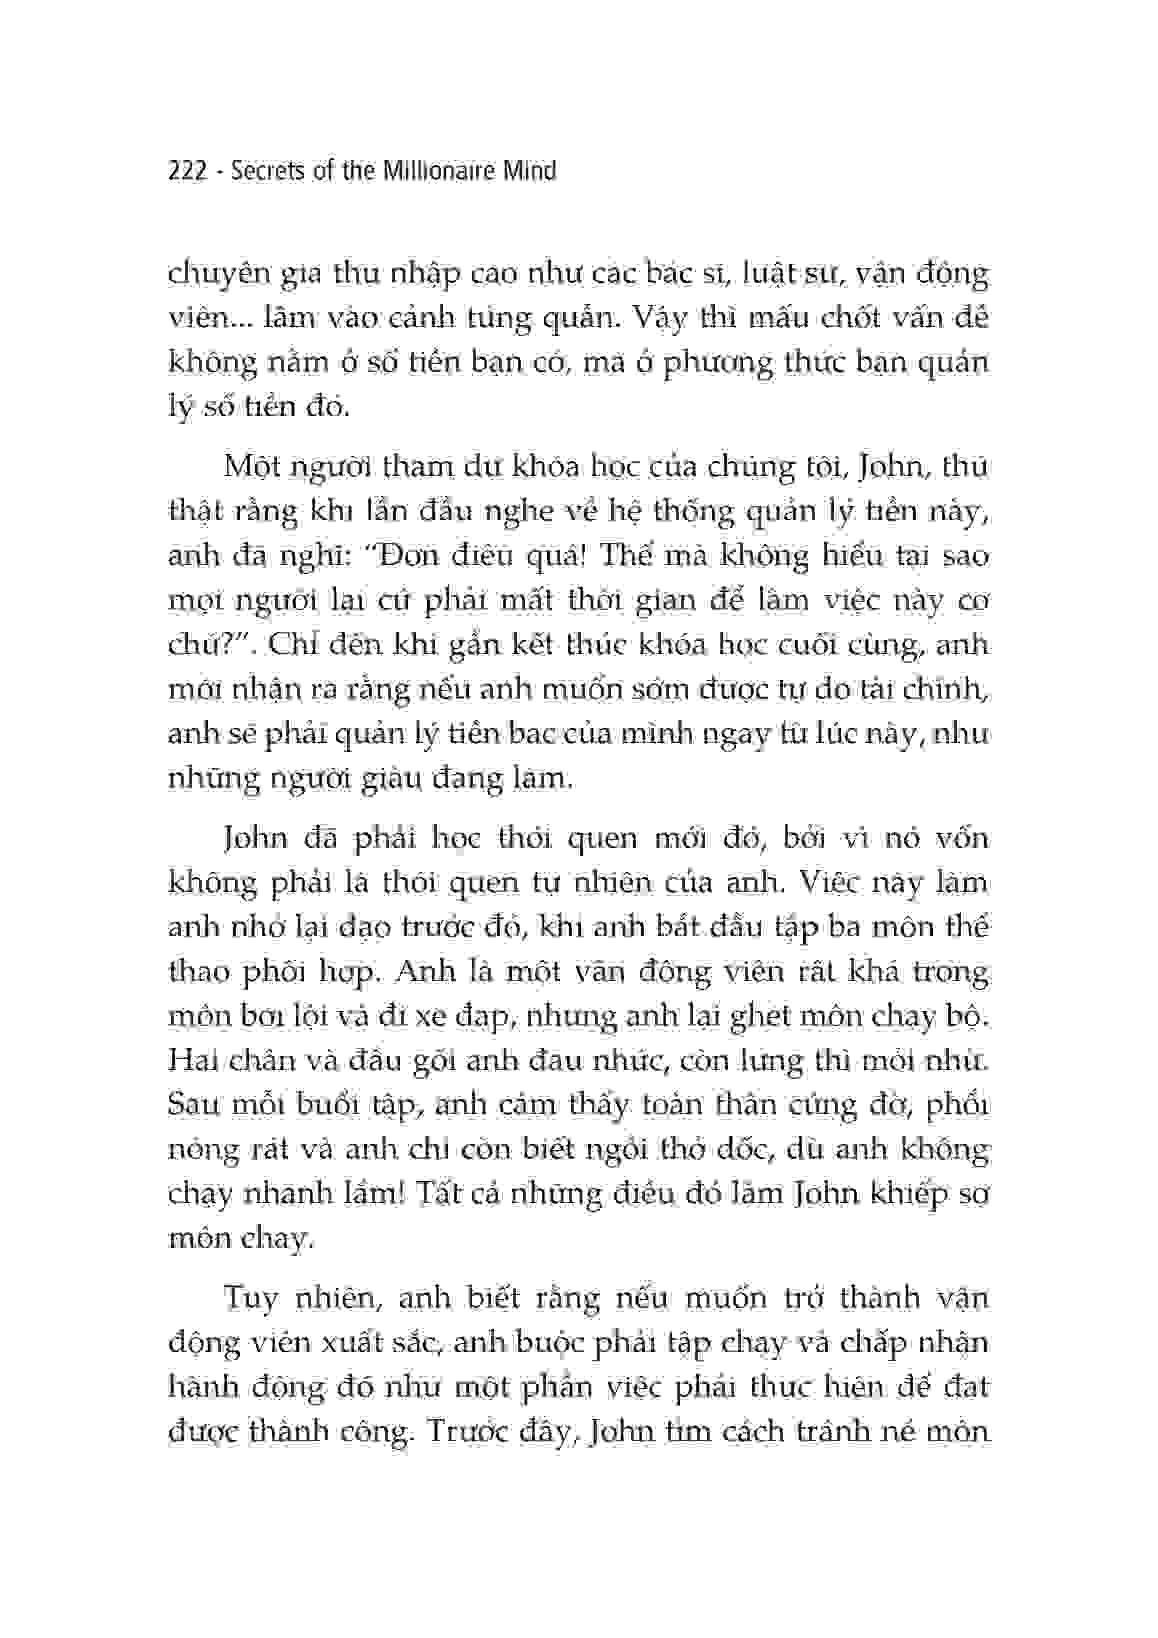 222 - Secrets of the Millionaire Mind
chuyên gia thu nhập cao như các bác sĩ, luật sư, vận động
viên... lâm vào cảnh túng quẫn. Vậy thì mấu chốt vấn đề
không nằm ở số tiền bạn có, mà ở phương thức bạn quản
lý số tiền đó.
Một người tham dự khóa học của chúng tôi, John, thú
thật rằng khi lần đầu nghe về hệ thống quản lý tiền này,
anh đã nghĩ: “Đơn điệu quá! Thế mà không hiểu tại sao
mọi người lại cứ phải mất thời gian để làm việc này cơ
chứ?”. Chỉ đến khi gần kết thúc khóa học cuối cùng, anh
mới nhận ra rằng nếu anh muốn sớm được tự do tài chính,
anh sẽ phải quản lý tiền bạc của mình ngay từ lúc này, như
những người giàu đang làm.
John đã phải học thói quen mới đó, bởi vì nó vốn
không phải là thói quen tự nhiên của anh. Việc này làm
anh nhớ lại dạo trước đó, khi anh bắt đầu tập ba môn thể
thao phối hợp. Anh là một vận động viên rất khá trong
môn bơi lội và đi xe đạp, nhưng anh lại ghét môn chạy bộ.
Hai chân và đầu gối anh đau nhức, còn lưng thì mỏi nhừ.
Sau mỗi buổi tập, anh cảm thấy toàn thân cứng đờ, phổi
nóng rát và anh chỉ còn biết ngồi thở dốc, dù anh không
chạy nhanh lắm! Tất cả những điều đó làm John khiếp sợ
môn chạy.
Tuy nhiên, anh biết rằng nếu muốn trở thành vận
động viên xuất sắc, anh buộc phải tập chạy và chấp nhận
hành động đó như một phần việc phải thực hiện để đạt
được thành công. Trước đây, John tìm cách tránh né môn